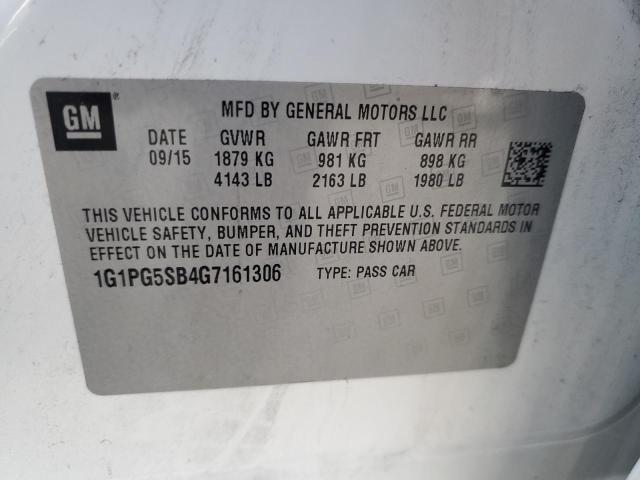 GM®
MFD BY GENERAL MOTORS LLC
DATE GVWR GAWR FRT GAWR RR
09/15 1879 KG 981 KG 898 KG
4143 LB 2163 LB 1980 LB
THIS VEHICLE CONFORMS TO ALL APPLICABLE U.S. FEDERAL MOTOR
VEHICLE SAFETY, BUMPER, AND THEFT PREVENTION STANDARDS IN
EFFECT ON THE DATE OF MANUFACTURE SHOWN ABOVE.
1G1PG5SB4G7161306 TYPE: PASS CAR